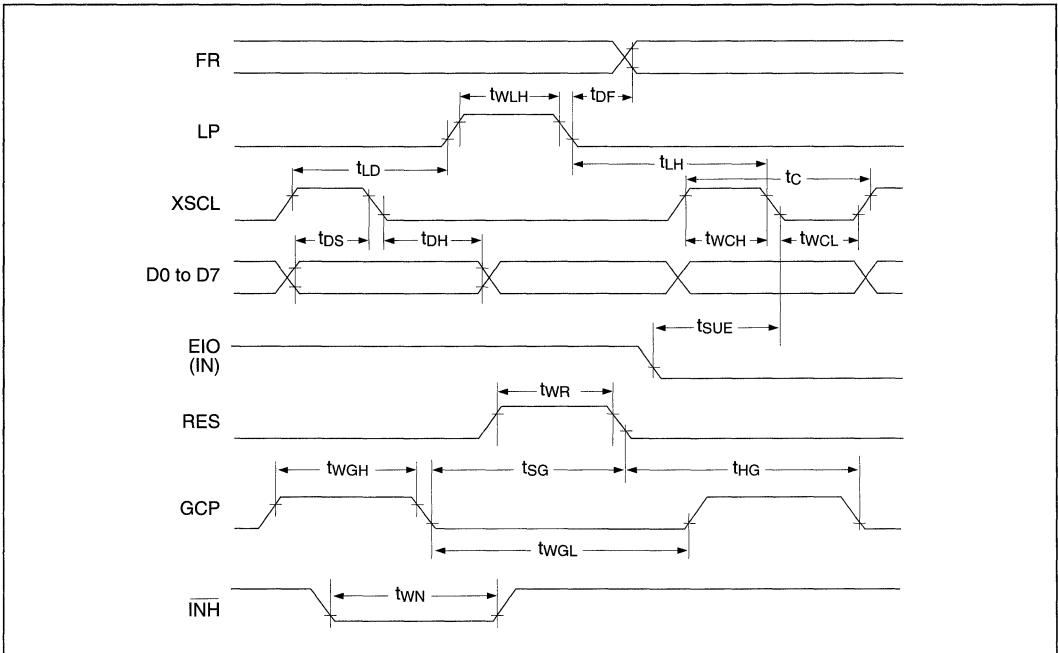 FR
tWLH
tDF
LP
tLD
tLH
tC
XSCL
tDS
tDH
tWCH
tWCL
D0 to D7
tSUE
EIO
(IN)
tWR
RES
tWGH
tSG
tHG
GCP
tWGL
tWN
INH